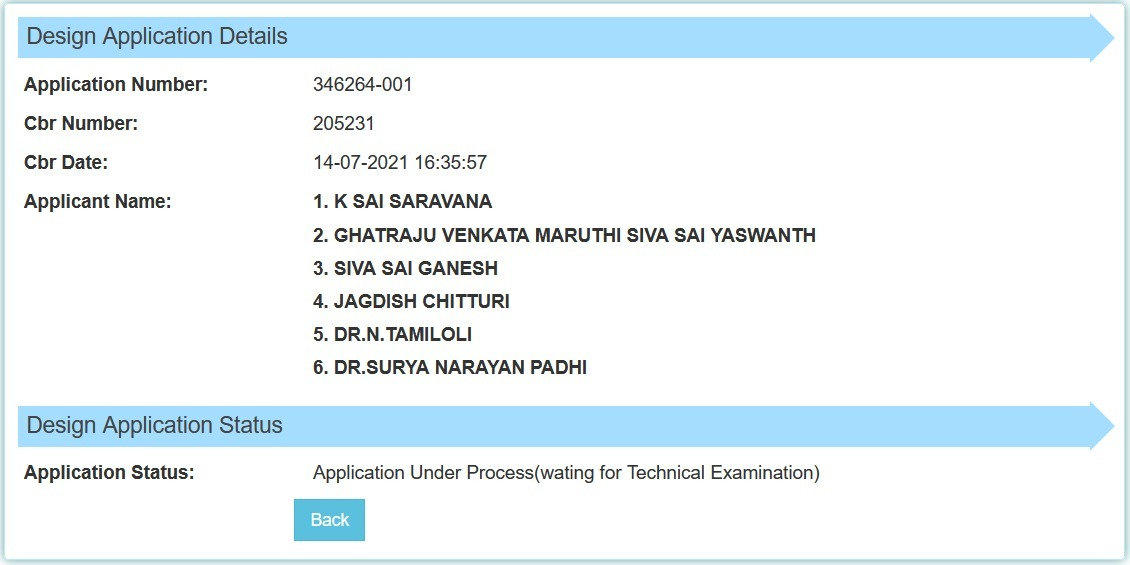 Design Application Details
Application Number: 346264-001
Cbr Number: 205231
Cbr Date: 14-07-2021 16:35:57
Applicant Name: 1. K SAI SARAVANA
2. GHATRAJU VENKATA MARUTHI SIVA SAI YASWANTH
3. SIVA SAI GANESH
4. JAGDISH CHITTURI
5. DR.N.TAMILOLI
6. DR.SURYA NARAYAN PADHI
Design Application Status
Application Status: Application Under Process(wating for Technical Examination)
Back